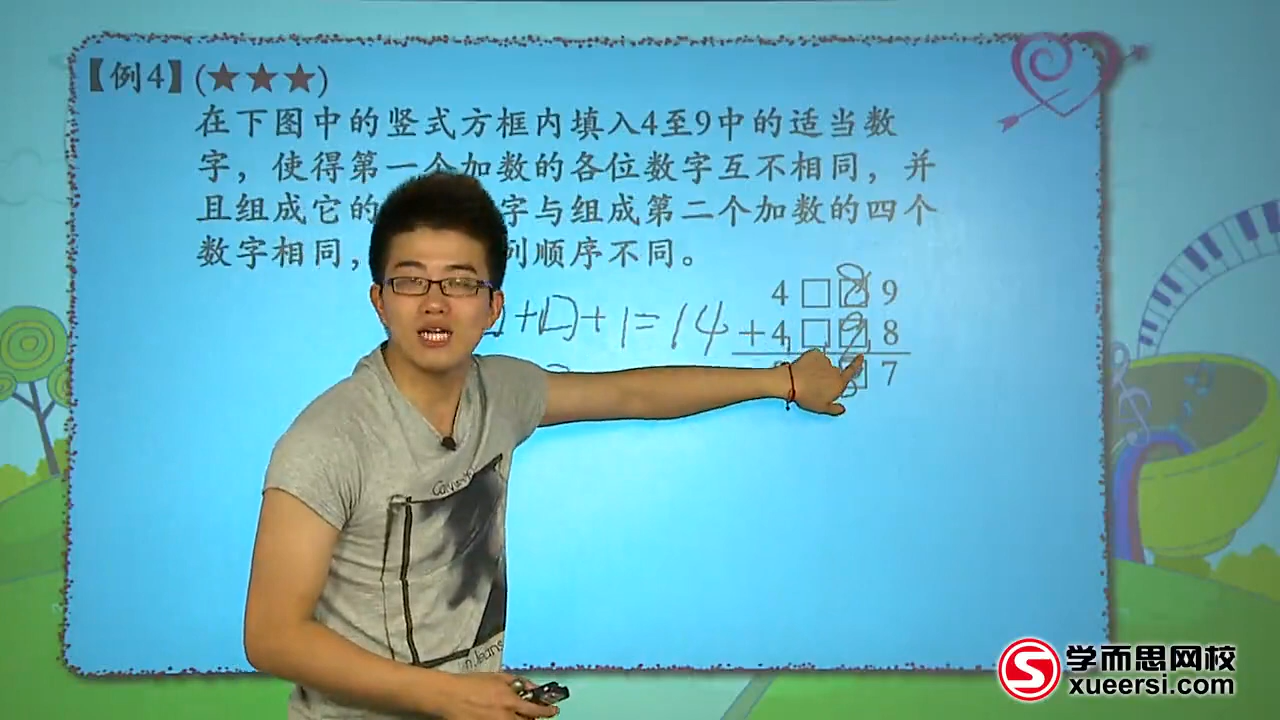 【例4】(★★★)
在下图中的竖式方框内填入4至9中的适当数
字，使得第一个加数的各位数字互不相同，并
且组成它的 字与组成第二个加数的四个
数字相同， 列顺序不同。
4□□9
+1=14
+4□□8
7
学而思网校
xueersi.com